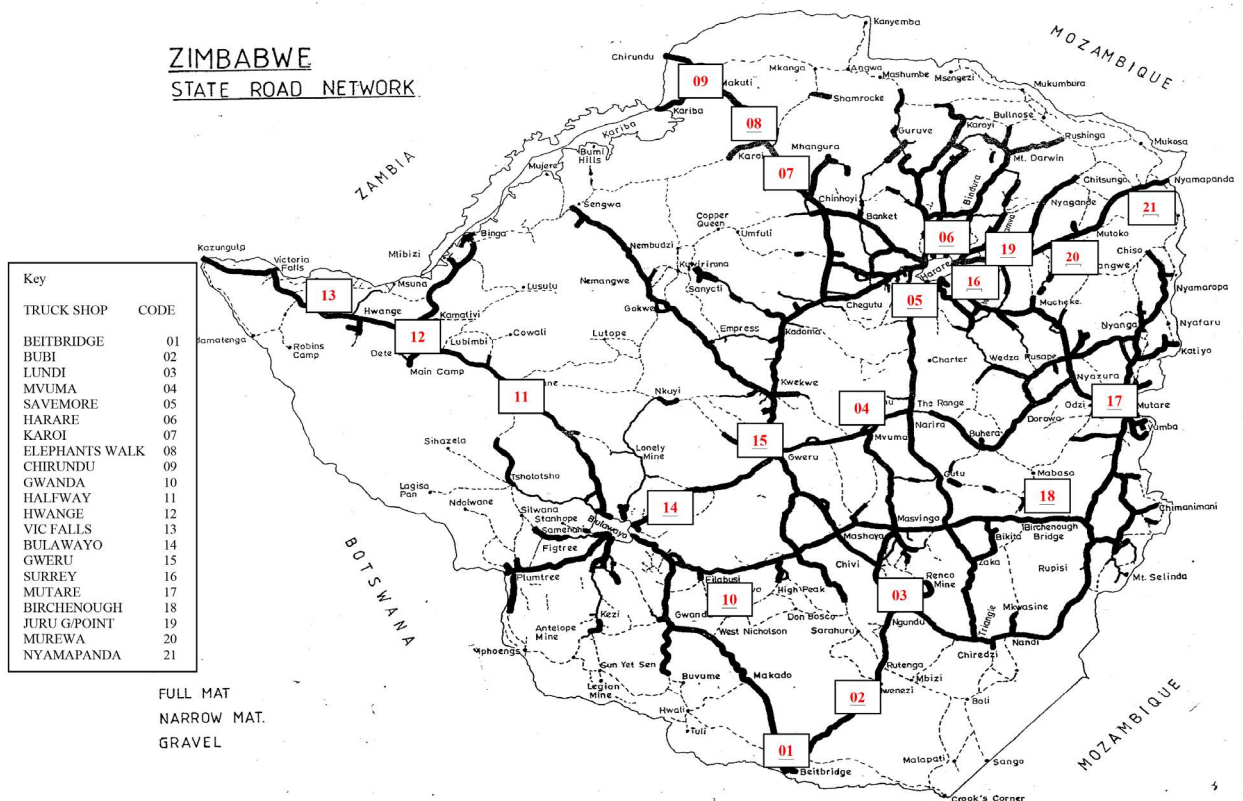 ZIMBABWE
STATE ROAD NETWORK
Key
TRUCK SHOP CODE
BEITBRIDGE 01
BUBI 02
LUNDI 03
MVUMA 04
SAVEMORE 05
HARARE 06
KAROI 07
ELEPHANTS WALK 08
CHIRUNDU 09
GWANDA 10
HALFWAY 11
HWANGE 12
VIC FALLS 13
BULAWAYO 14
GWERU 15
SURREY 16
MUTARE 17
BIRCHENOUGH 18
JURU G/POINT 19
MUREWA 20
NYAMAPANDA 21
FULL MAT
NARROW MAT.
GRAVEL
ZAMBIA
BOTSWANA
MOZAMBIQUE
MOZAMBIQUE
Kanyemba
Chirundu
09
Makuti
Mkanga
Angwa
Mashumbe
Msengezi
Mukumbura
Kariba
Kariba
08
Shamrocke
Guruve
Karoyi
Bullnose
Rushinga
Mukosa
Bumi
Hills
Mujere
Karoi
Mhangura
07
Mt. Darwin
Chitsungo
Nyamapanda
21
Sengwa
Chinhoyi
Banket
Bindura
Nyagande
Copper
Queen
Umfuli
06
19
Mutoko
20
Chiso
Binga
Nembudzi
Harare
16
Kazungula
Victoria
Falls
Mlibizi
Msuna
Sanyati
Chegutu
05
Macheke
Nyamaropa
13
Lusulu
Nemangwe
Hwange
Kamativi
Gokwe
Nyanga
Nyafaru
12
Cowali
Lutope
Empress
Kadoma
Katiyo
Robins
Camp
Dete
Lubimbi
Wedza
Rusape
Main Camp
Charter
Nyazura
11
Nkuyi
Kwekwe
04
The Range
Odzi
17
Mutare
Narira
Dorowa
Vumba
Sihazela
Lonely
Mine
15
Mvuma
Buhera
Gweru
Tsholotsho
Gutu
Mabasa
Lagisa
Pan
18
Ndolwane
14
Chimanimani
Silwana
Stanhope
Bulawayo
Masvingo
Birchenough
Bridge
Figtree
Mashava
Bikita
Zaka
Rupisi
Plumtree
Chivi
Renco
Mine
Mt. Selinda
Filabusi
High Peak
03
Mkwasine
Kezi
10
Don Bosco
Triangle
Antelope
Mine
West Nicholson
Sarahuru
Ngundu
Nandi
Mphoengs
Chiredzi
Sun Yet Sen
Rutenga
Legion
Mine
Buvume
Makado
Mbizi
02
Hwali
Tuli
01
Malapati
Sango
Beitbridge
Crook's Corner